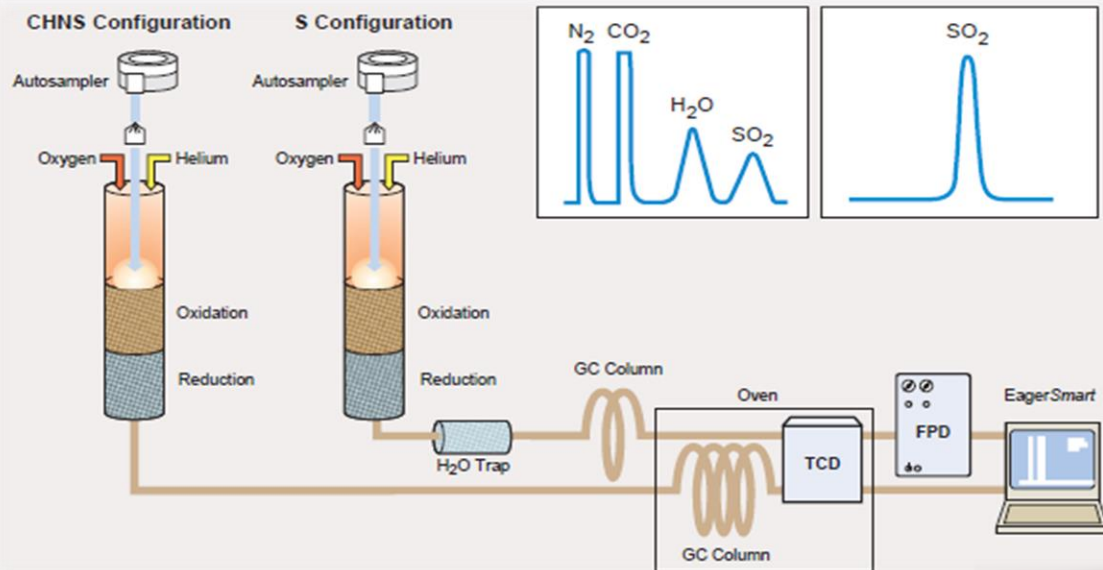 CHNS Configuration
S Configuration
Autosampler
Autosampler
Oxygen
Helium
Oxygen
Helium
Oxidation
Oxidation
Reduction
Reduction
N2 CO2
H2O
SO2
SO2
H2O Trap
GC Column
Oven
GC Column
TCD
FPD
EagerSmart